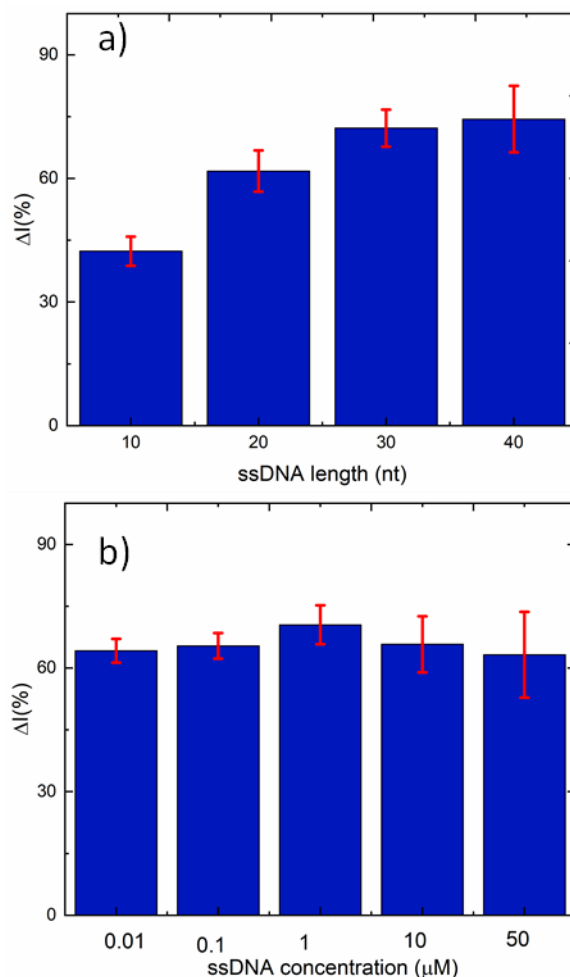 a)
90
60
30
0
ΔI(%)
10 20 30 40
ssDNA length (nt)
b)
90
60
30
0
ΔI(%)
0.01 0.1 1 10 50
ssDNA concentration (μM)